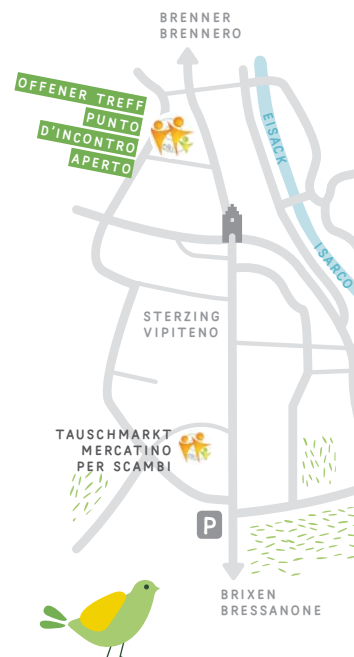 BRENNER
BRENNERO
OFFENER TREFF
PUNTO
D'INCONTRO
APERTO
EISACK
ISARCO
STERZING
VIPITENO
TAUSCHMARKT
MERCATINO
PER SCAMBI
P
BRIXEN
BRESSANONE